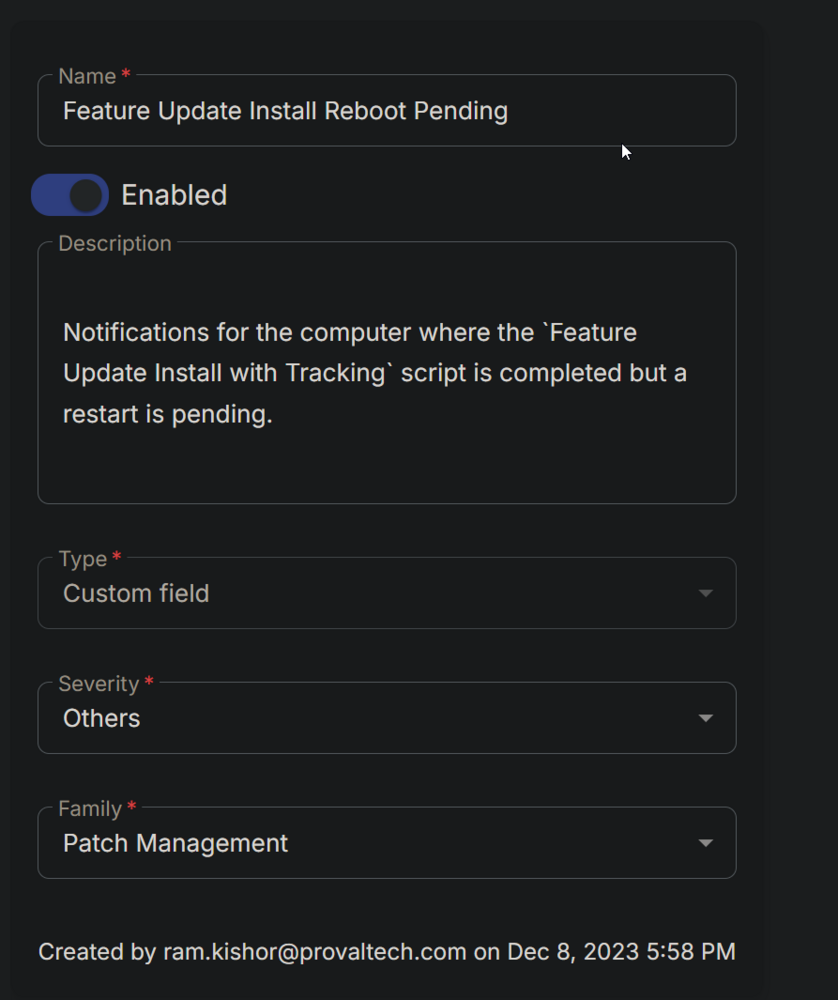 Name *
Feature Update Install Reboot Pending
Enabled
Description
Notifications for the computer where the `Feature
Update Install with Tracking` script is completed but a
restart is pending.
Type *
Custom field
Severity *
Others
Family *
Patch Management
Created by ram.kishor@provaltech.com on Dec 8, 2023 5:58 PM